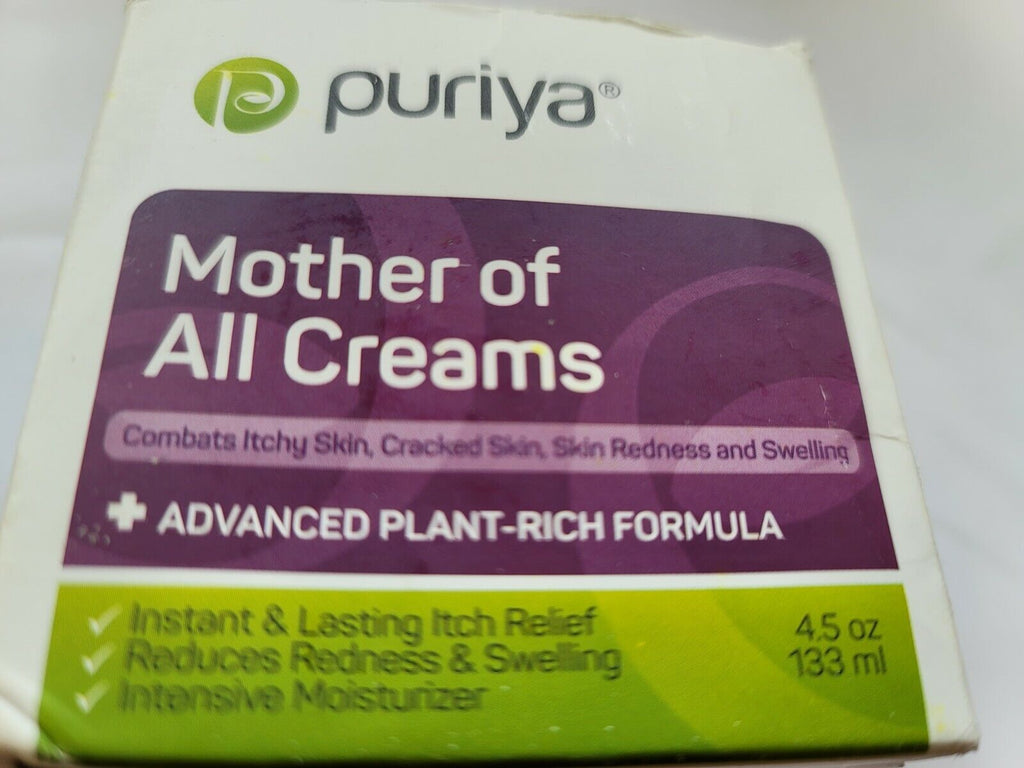 puriya®
Mother of
All Creams
Combats Itchy Skin, Cracked Skin, Skin Redness and Swelling
+ ADVANCED PLANT-RICH FORMULA
✓ Instant & Lasting Itch Relief
✓ Reduces Redness & Swelling
✓ Intensive Moisturizer
4.5 oz
133 ml